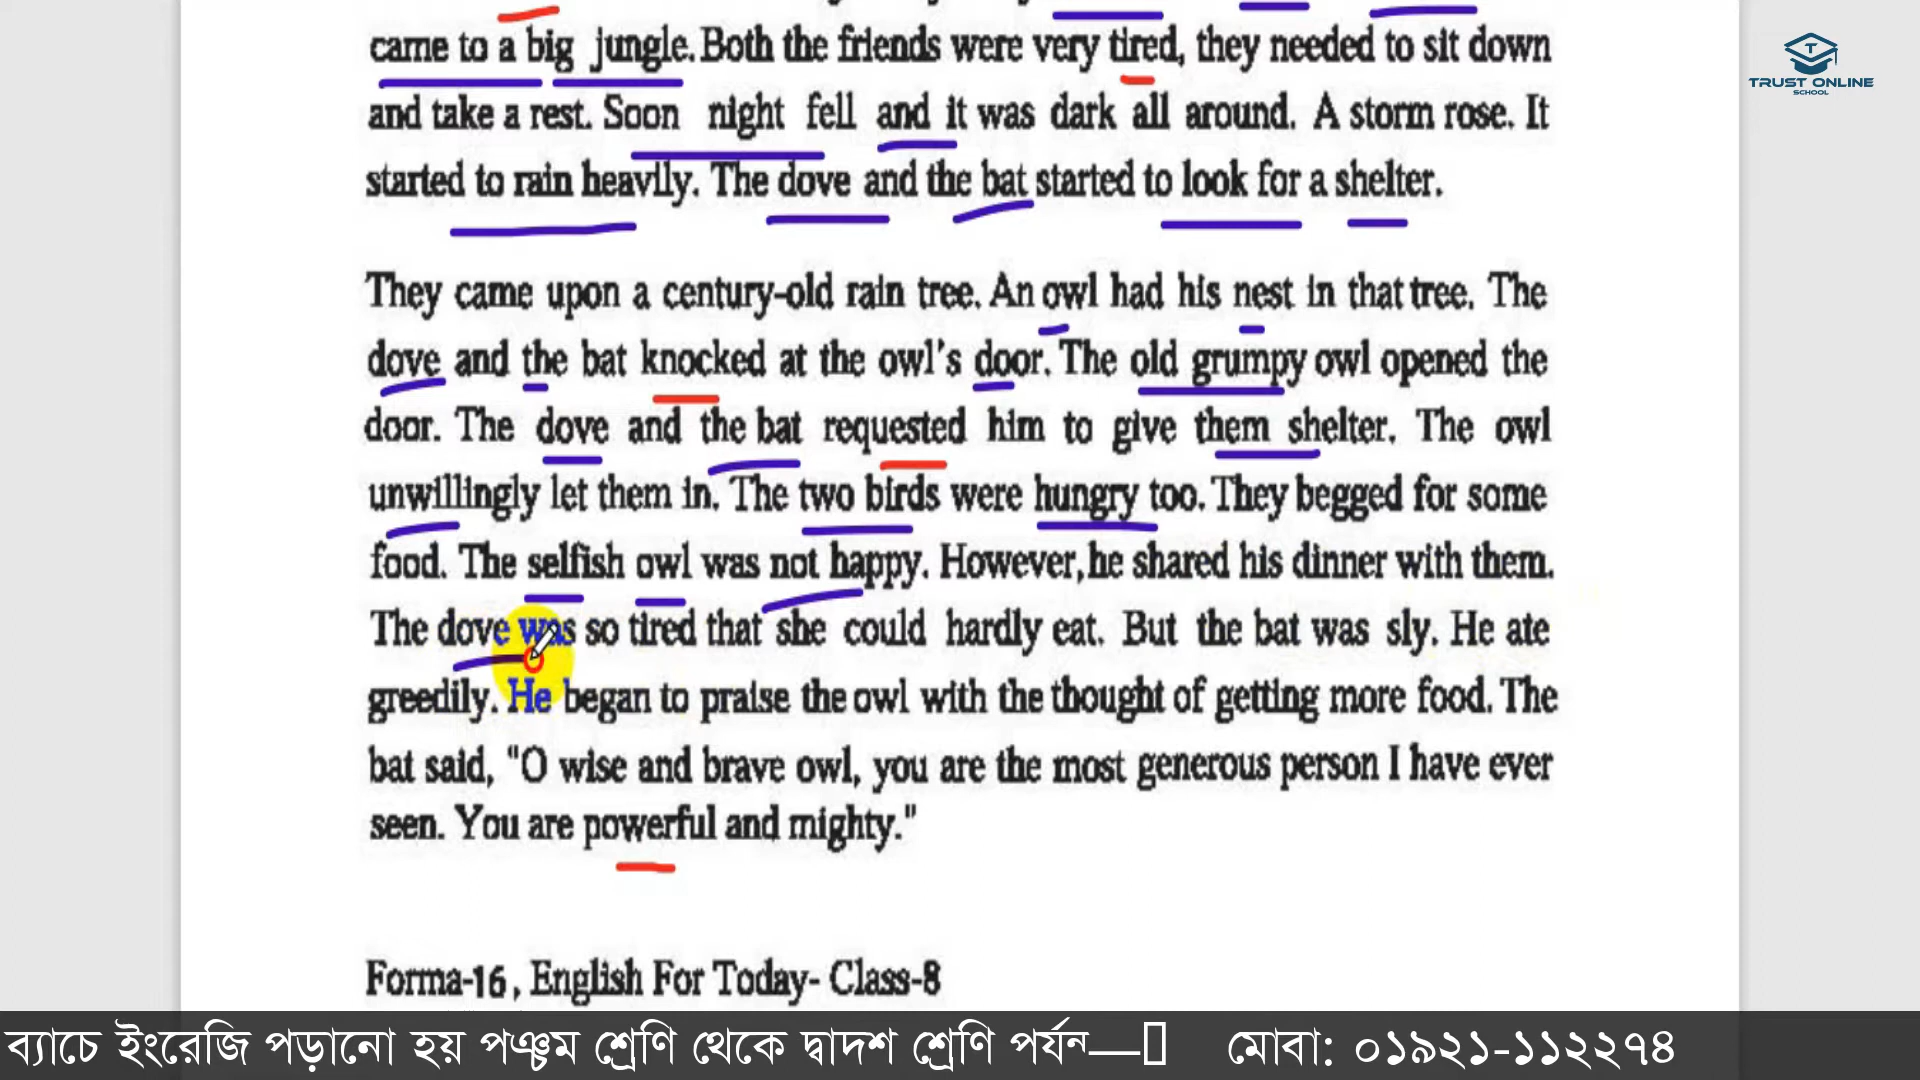 came to a big jungle. Both the friends were very tired, they needed to sit down
and take a rest. Soon night fell and it was dark all around. A storm rose. It
started to rain heavily. The dove and the bat started to look for a shelter.
They came upon a century-old rain tree. An owl had his nest in that tree. The
dove and the bat knocked at the owl's door. The old grumpy owl opened the
door. The dove and the bat requested him to give them shelter. The owl
unwillingly let them in. The two birds were hungry too. They begged for some
food. The selfish owl was not happy. However, he shared his dinner with them.
The dove was so tired that she could hardly eat. But the bat was sly. He ate
greedily. He began to praise the owl with the thought of getting more food. The
bat said, "O wise and brave owl, you are the most generous person I have ever
seen. You are powerful and mighty."
Forma-16, English For Today- Class-8
T
TRUST ONLINE
SCHOOL
ব্যাচে ইংরেজি পড়ানো হয় পঞ্চম শ্রেণি থেকে দ্বাদশ শ্রেণি পর্যন— মোবা: ০১৯২১-১১২২৭৪